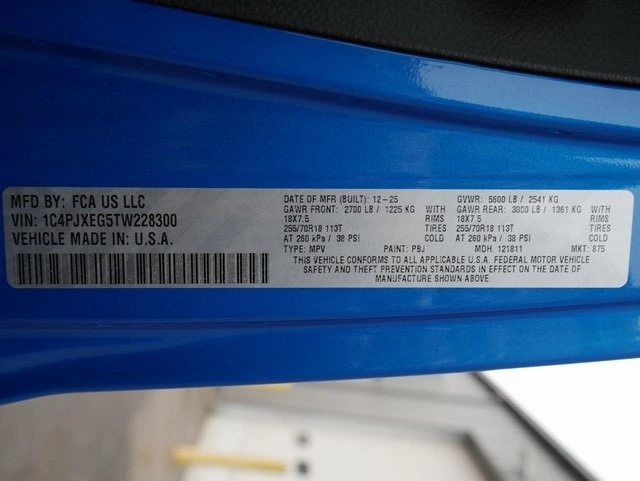 MFD BY: FCA US LLC
VIN: 1C4PJXEG5TW228300
VEHICLE MADE IN U.S.A.
DATE OF MFR (BUILT): 12-25 GVWR: 5600 LB / 2541 KG
GAWR FRONT: 2700 LB / 1225 KG WITH GAWR REAR: 3000 LB / 1361 KG WITH
18X7.5 RIMS 18X7.5 RIMS
255/70R18 113T TIRES 255/70R18 113T TIRES
AT 260 kPa / 38 PSI COLD AT 260 kPa / 38 PSI COLD
TYPE: MPV PAINT: PBJ MDH: 121811 MKT: 875
THIS VEHICLE CONFORMS TO ALL APPLICABLE U.S.A. FEDERAL MOTOR VEHICLE
SAFETY AND THEFT PREVENTION STANDARDS IN EFFECT ON THE DATE OF
MANUFACTURE SHOWN ABOVE.